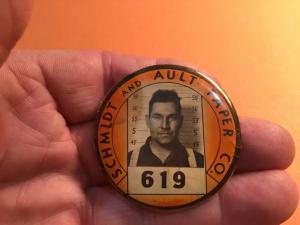 SCHMIDT AND AULT PAPER CO.
619